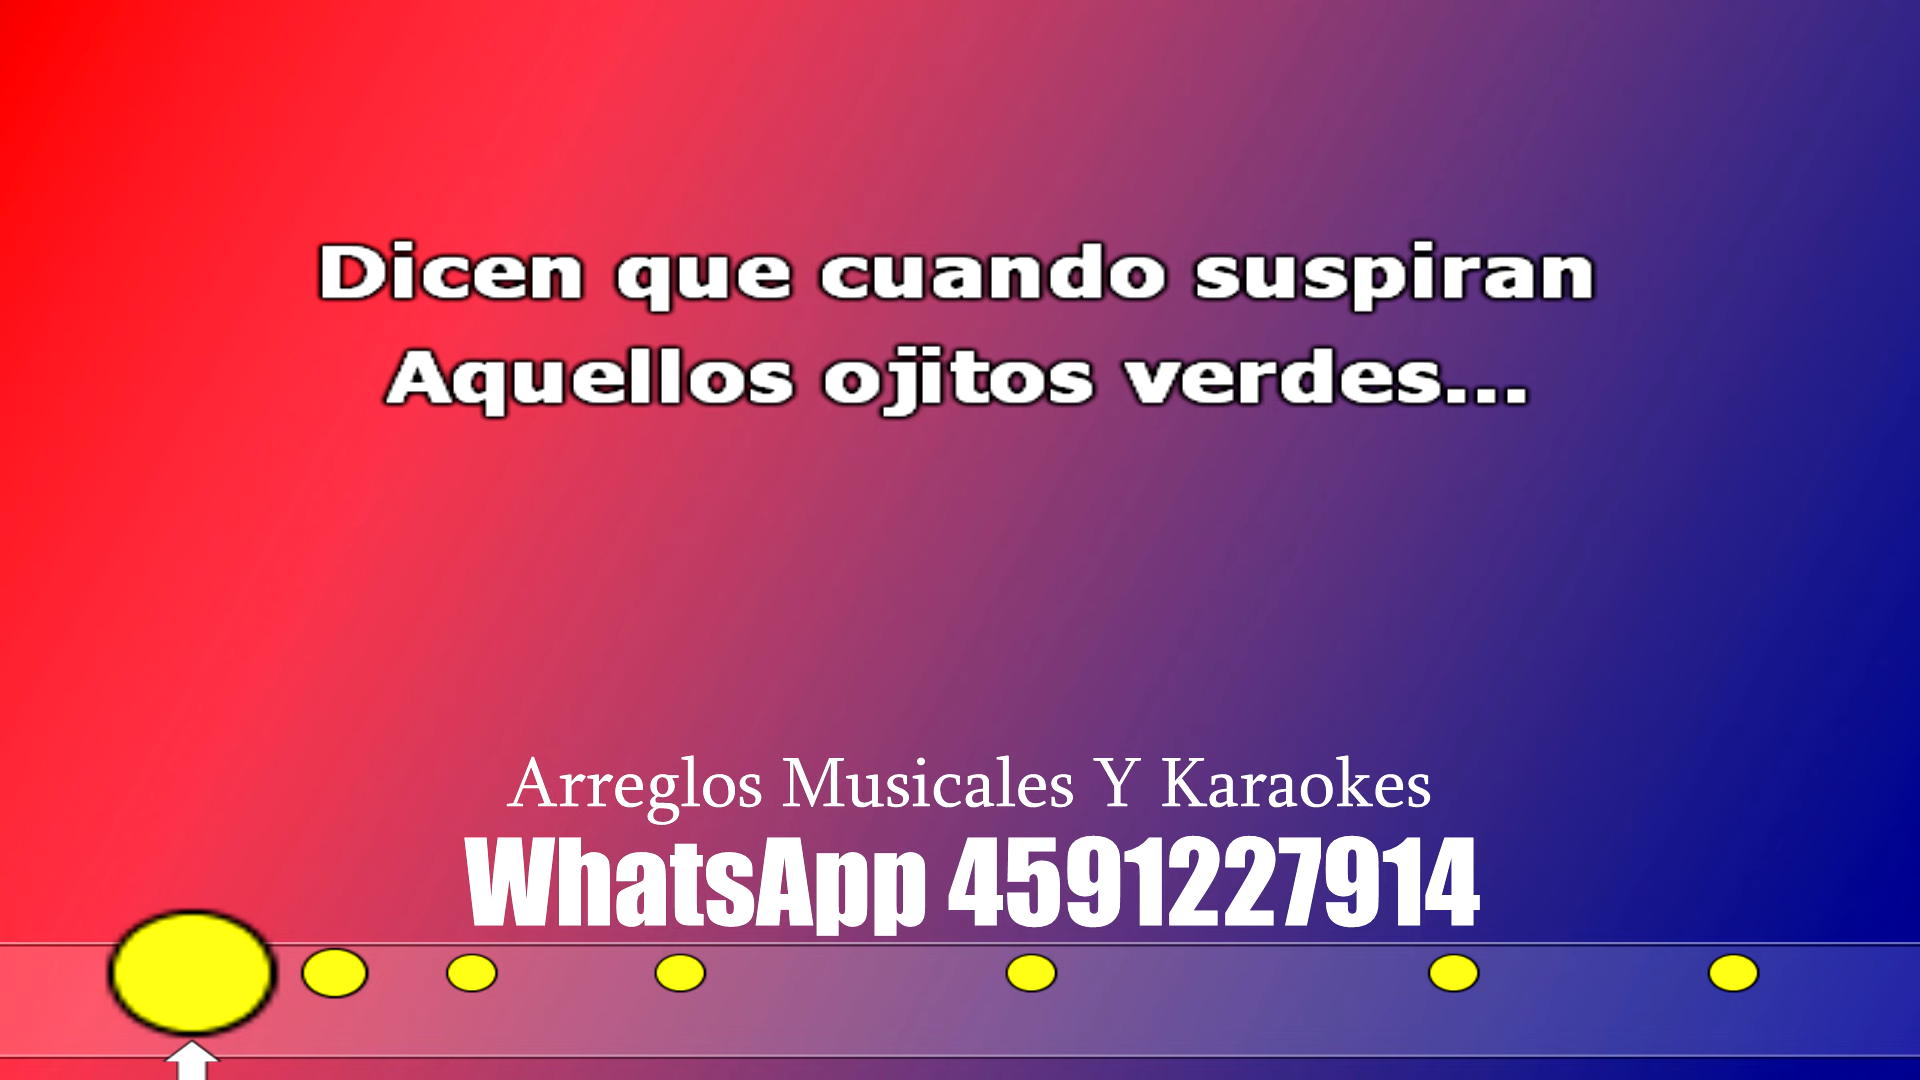 Dicen que cuando suspiran
Aquellos ojitos verdes...
Arreglos Musicales Y Karaokes
WhatsApp 4591227914